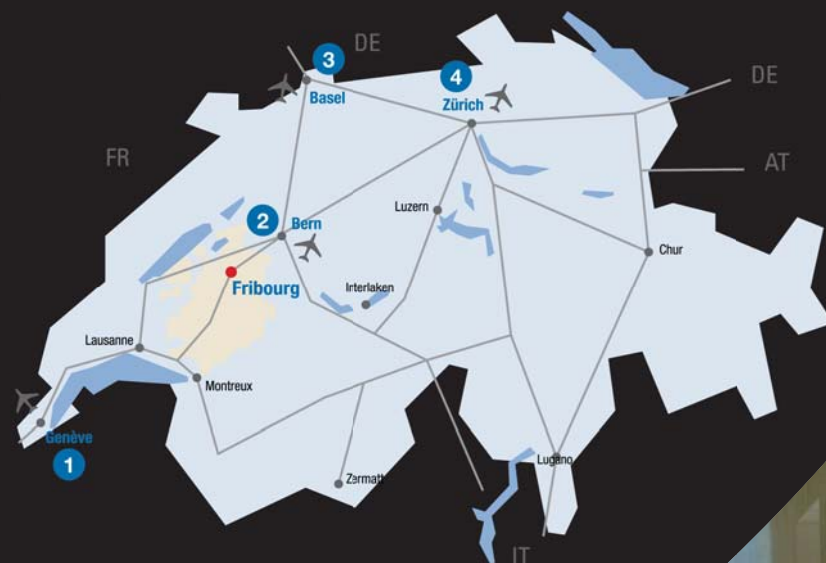 DE
3
4
Basel
Zürich
DE
FR
AT
2
Bern
Luzern
Chur
Fribourg
Interlaken
Lausanne
Montreux
Genève
1
Zermatt
Lugano
IT